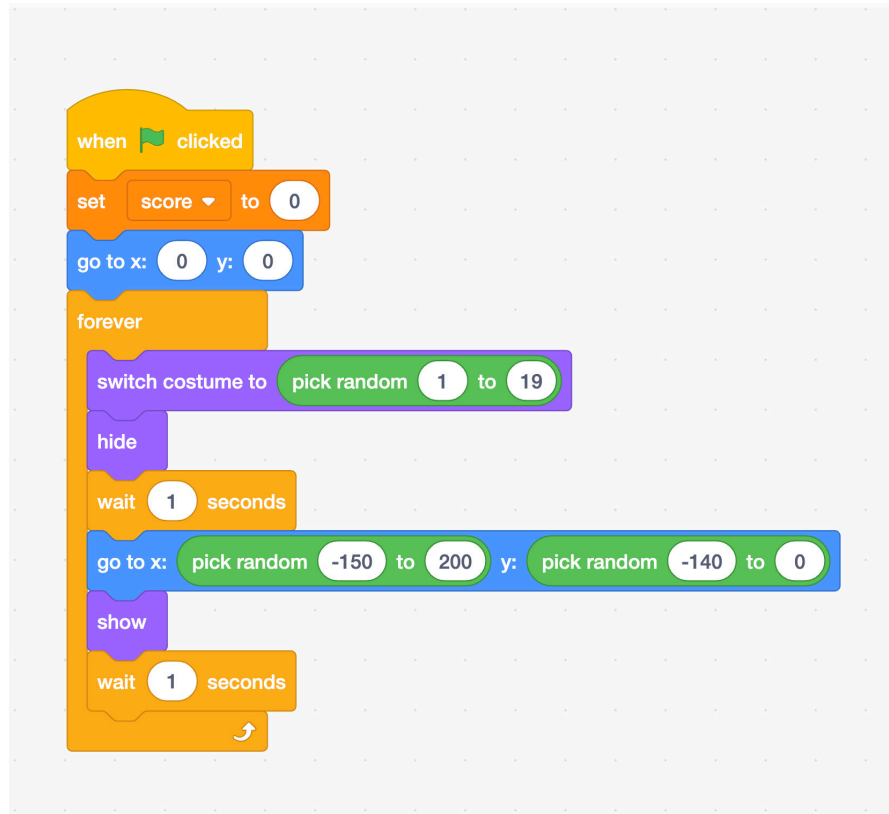 when clicked
set score to 0
go to x: 0 y: 0
forever
switch costume to pick random 1 to 19
hide
wait 1 seconds
go to x: pick random -150 to 200 y: pick random -140 to 0
show
wait 1 seconds